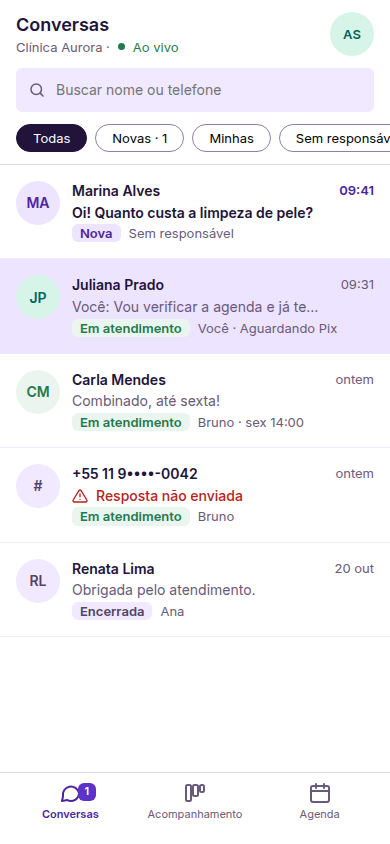 Conversas
Clínica Aurora · Ao vivo
AS
Buscar nome ou telefone
Todas
Novas · 1
Minhas
Sem responsáv
MA
Marina Alves
09:41
Oi! Quanto custa a limpeza de pele?
Nova
Sem responsável
JP
Juliana Prado
09:31
Você: Vou verificar a agenda e já te...
Em atendimento
Você · Aguardando Pix
CM
Carla Mendes
ontem
Combinado, até sexta!
Em atendimento
Bruno · sex 14:00
#
+55 11 9••••-0042
ontem
Resposta não enviada
Em atendimento
Bruno
RL
Renata Lima
20 out
Obrigada pelo atendimento.
Encerrada
Ana
1
Conversas
Acompanhamento
Agenda